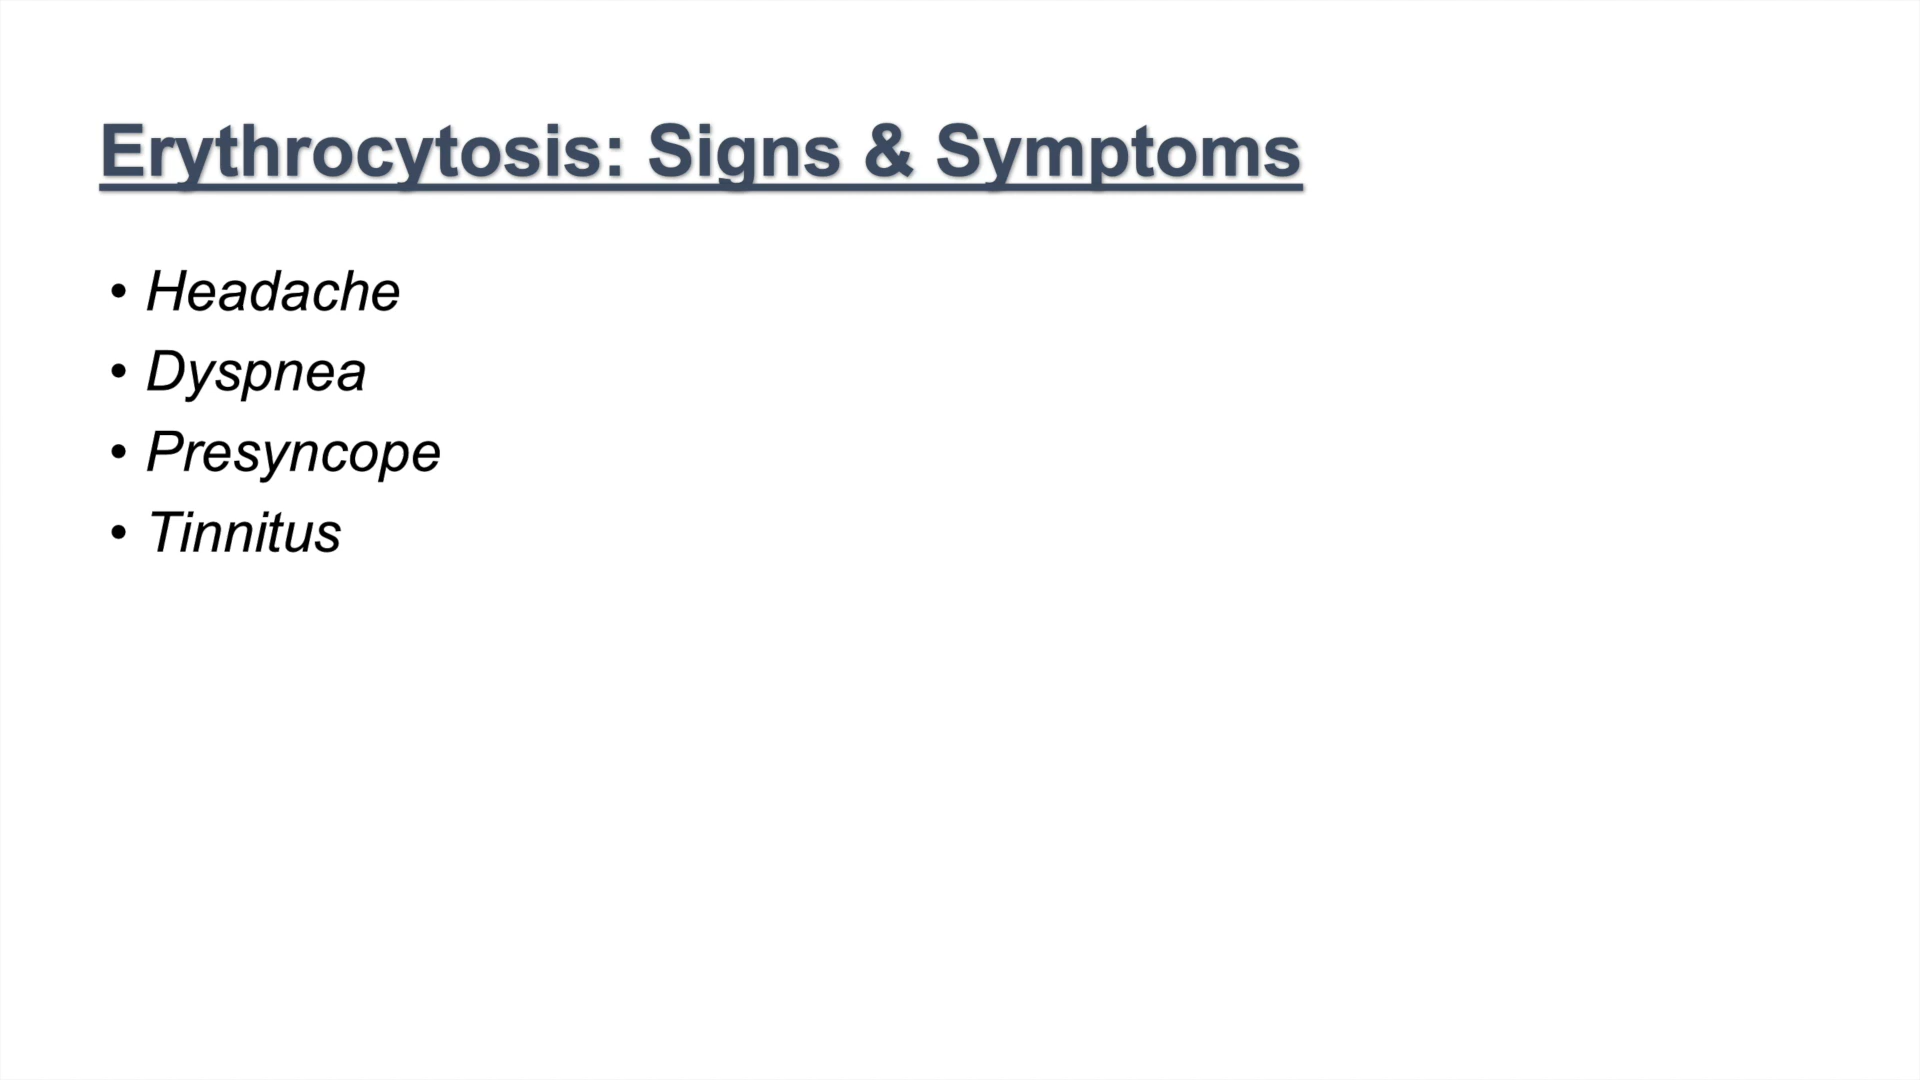 Erythrocytosis: Signs & Symptoms
• Headache
• Dyspnea
• Presyncope
• Tinnitus